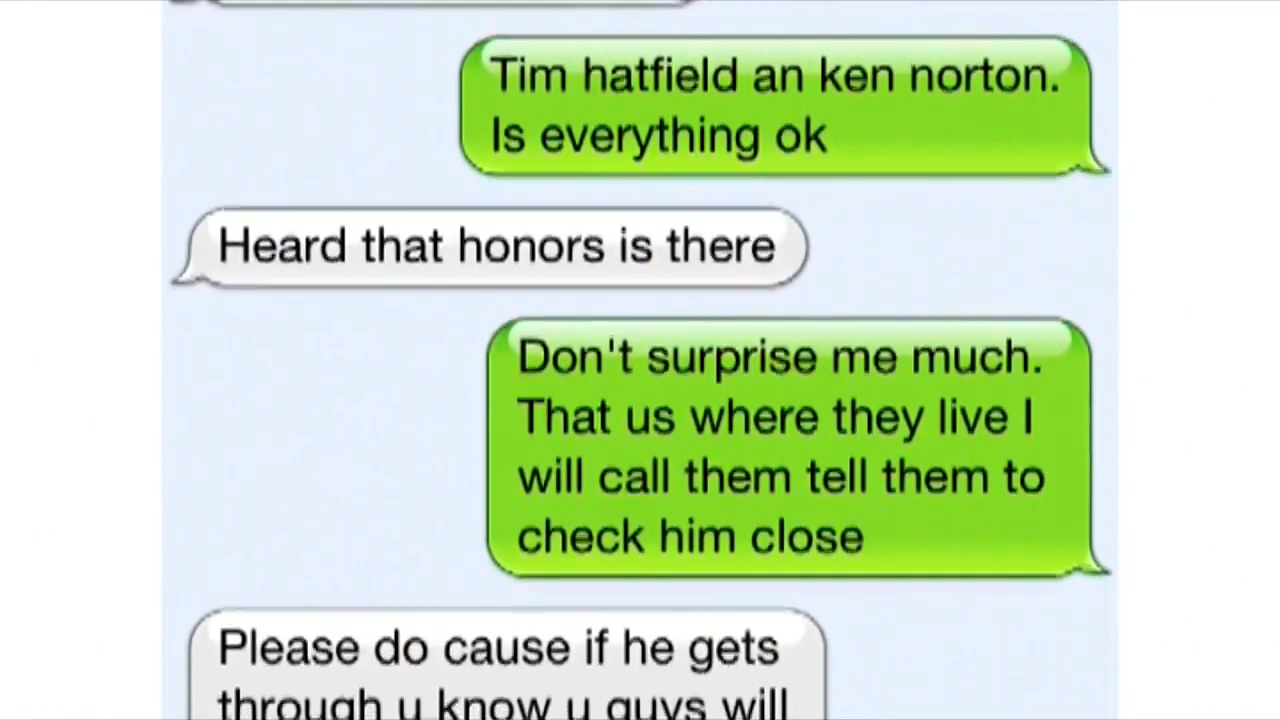 Tim hatfield an ken norton.
Is everything ok
Heard that honors is there
Don't surprise me much.
That us where they live I
will call them tell them to
check him close
Please do cause if he gets
through u know u guys will